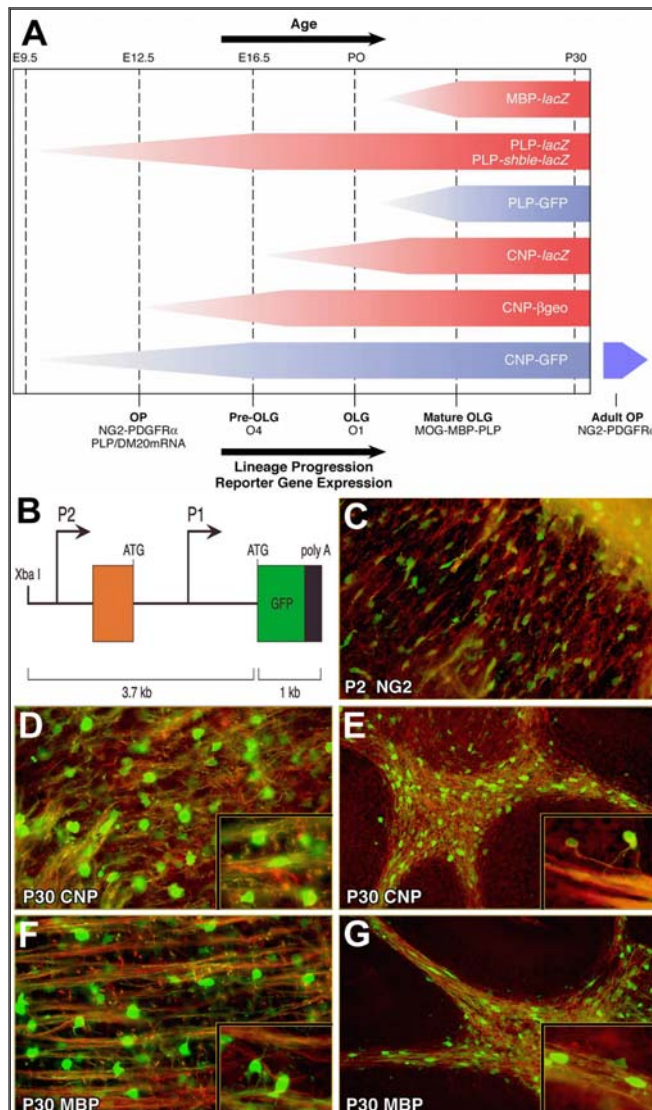 A
Age
E9.5 E12.5 E16.5 PO P30
MBP-lacZ
PLP-lacZ
PLP-shble-lacZ
PLP-GFP
CNP-lacZ
CNP-βgeo
CNP-GFP
OP Pre-OLG OLG Mature OLG Adult OP
NG2-PDGFRα O4 O1 MOG-MBP-PLP NG2-PDGFRα
PLP/DM20mRNA
Lineage Progression
Reporter Gene Expression
B
P2 P1
ATG ATG poly A
Xba I
GFP
3.7 kb 1 kb
C
P2 NG2
D
P30 CNP
E
P30 CNP
F
P30 MBP
G
P30 MBP